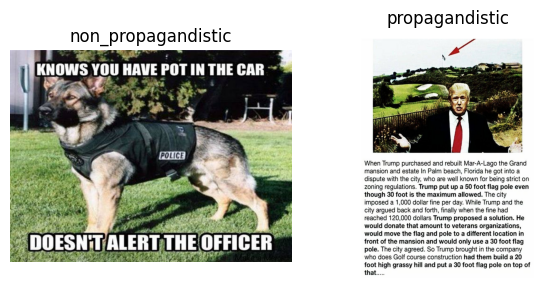 non_propagandistic
KNOWS YOU HAVE POT IN THE CAR
POLICE
DOESN'T ALERT THE OFFICER
propagandistic
When Trump purchased and rebuilt Mar-A-Lago the Grand
mansion and estate In Palm beach, Florida he got into a
dispute with the city, who are well known for being strict on
zoning regulations. Trump put up a 50 foot flag pole even
though 30 foot is the maximum allowed. The city
imposed a 1,000 dollar fine per day. While Trump and the
city argued back and forth, finally when the fine had
reached 120,000 dollars Trump proposed a solution. He
would donate that amount to veterans organizations,
would move the flag and pole to a different location in
front of the mansion and would only use a 30 foot flag
pole. The city agreed. So Trump brought in the company
who does Golf course construction had them build a 20
foot high grassy hill and put a 30 foot flag pole on top of
that....